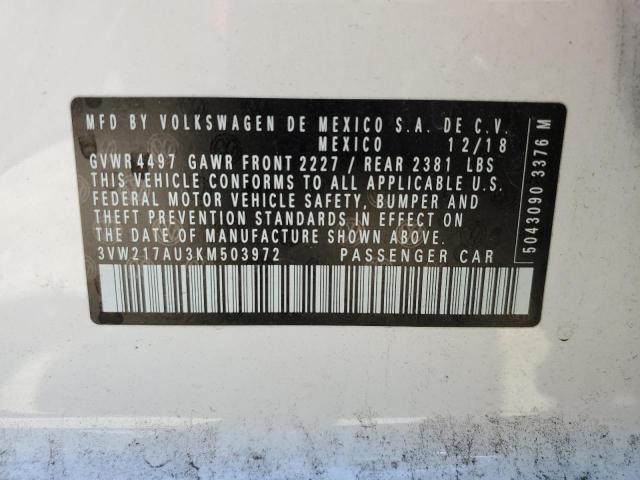 MFD BY VOLKSWAGEN DE MEXICO S.A. DE C.V.
MEXICO 12/18
GVWR 4497 GAWR FRONT 2227 / REAR 2381 LBS
THIS VEHICLE CONFORMS TO ALL APPLICABLE U.S.
FEDERAL MOTOR VEHICLE SAFETY, BUMPER AND
THEFT PREVENTION STANDARDS IN EFFECT ON
THE DATE OF MANUFACTURE SHOWN ABOVE.
3VW217AU3KM503972 PASSENGER CAR
5043090 3376 M